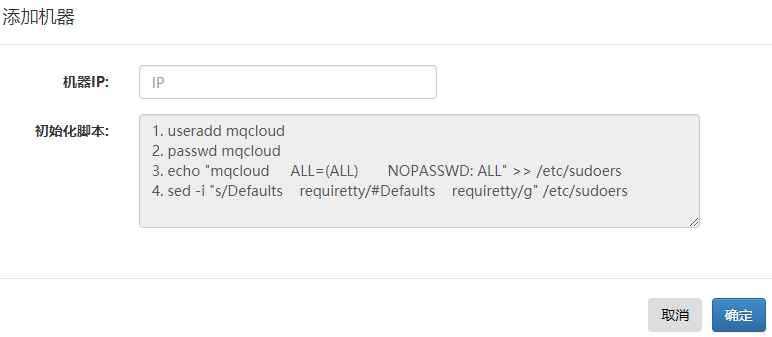 添加机器
机器IP:
IP
初始化脚本:
1. useradd mqcloud
2. passwd mqcloud
3. echo "mqcloud     ALL=(ALL)       NOPASSWD: ALL" >> /etc/sudoers
4. sed -i "s/Defaults    requiretty/#Defaults    requiretty/g" /etc/sudoers
取消 确定